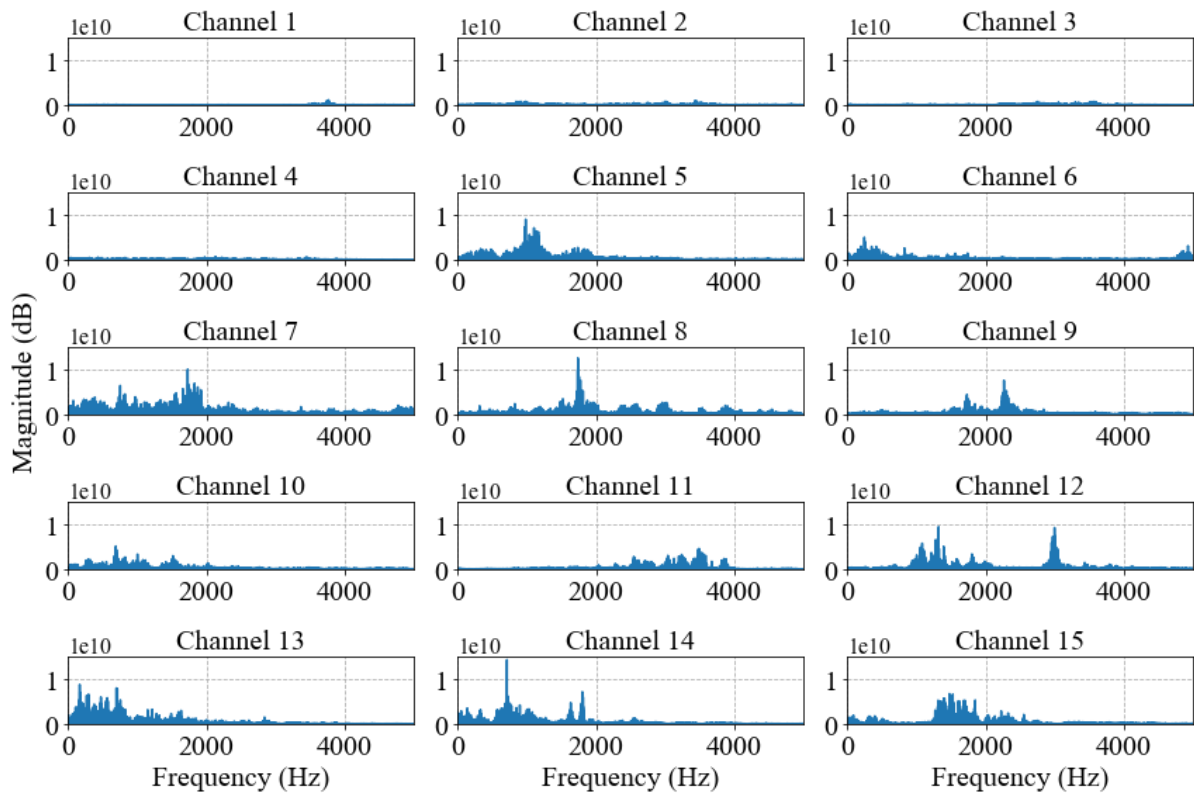 Channel 1 Channel 2 Channel 3
1e10 1e10 1e10
1 1 1
0 0 0
0 2000 4000 0 2000 4000 0 2000 4000
Channel 4 Channel 5 Channel 6
1e10 1e10 1e10
1 1 1
0 0 0
0 2000 4000 0 2000 4000 0 2000 4000
Magnitude (dB)
Channel 7 Channel 8 Channel 9
1e10 1e10 1e10
1 1 1
0 0 0
0 2000 4000 0 2000 4000 0 2000 4000
Channel 10 Channel 11 Channel 12
1e10 1e10 1e10
1 1 1
0 0 0
0 2000 4000 0 2000 4000 0 2000 4000
Channel 13 Channel 14 Channel 15
1e10 1e10 1e10
1 1 1
0 0 0
0 2000 4000 0 2000 4000 0 2000 4000
Frequency (Hz) Frequency (Hz) Frequency (Hz)